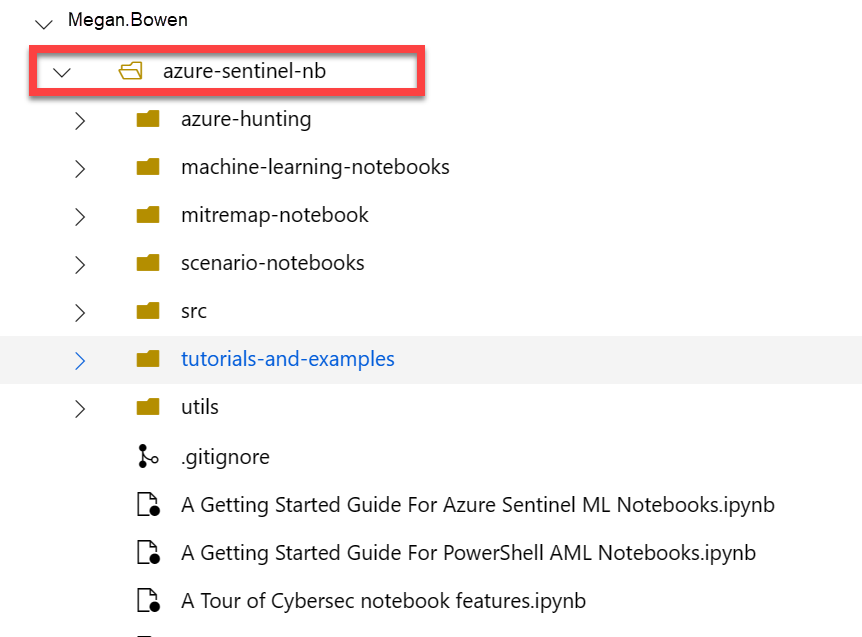 Megan.Bowen
azure-sentinel-nb
azure-hunting
machine-learning-notebooks
mitremap-notebook
scenario-notebooks
src
tutorials-and-examples
utils
.gitignore
A Getting Started Guide For Azure Sentinel ML Notebooks.ipynb
A Getting Started Guide For PowerShell AML Notebooks.ipynb
A Tour of Cybersec notebook features.ipynb